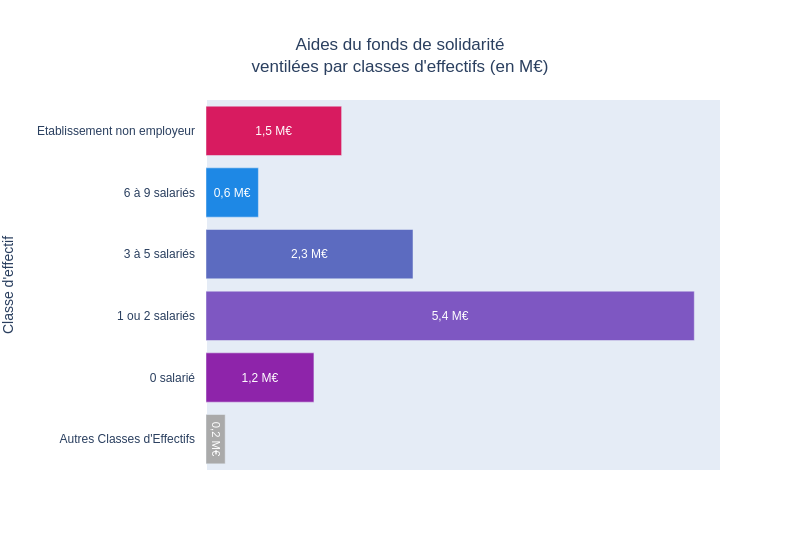 Aides du fonds de solidarité
ventilées par classes d'effectifs (en M€)
Classe d'effectif
Etablissement non employeur
1,5 M€
6 à 9 salariés
0,6 M€
3 à 5 salariés
2,3 M€
1 ou 2 salariés
5,4 M€
0 salarié
1,2 M€
Autres Classes d'Effectifs
0,2 M€